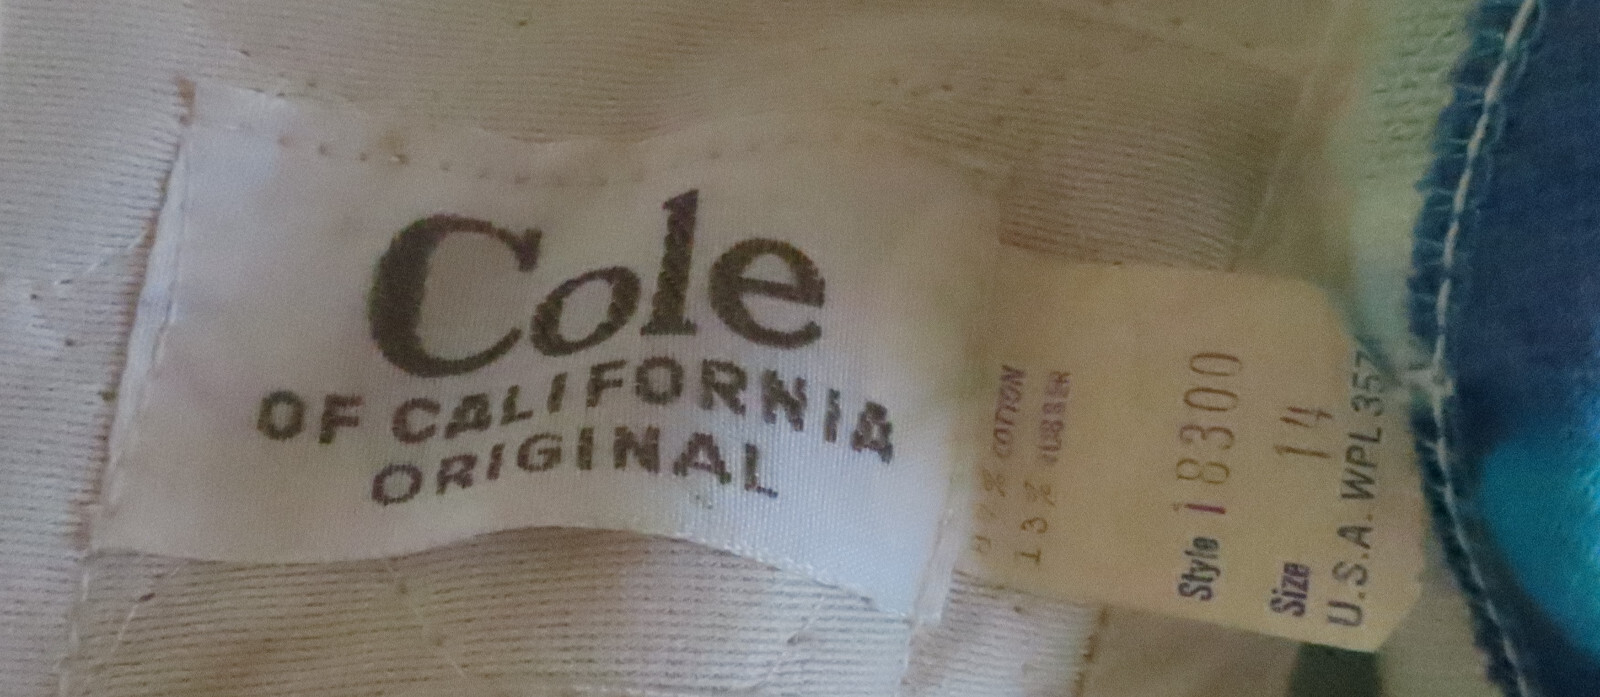 Cole
OF CALIFORNIA
ORIGINAL
% COTTON
13% RUBBER
Style 18300
Size 14
U.S.A. WPL 357